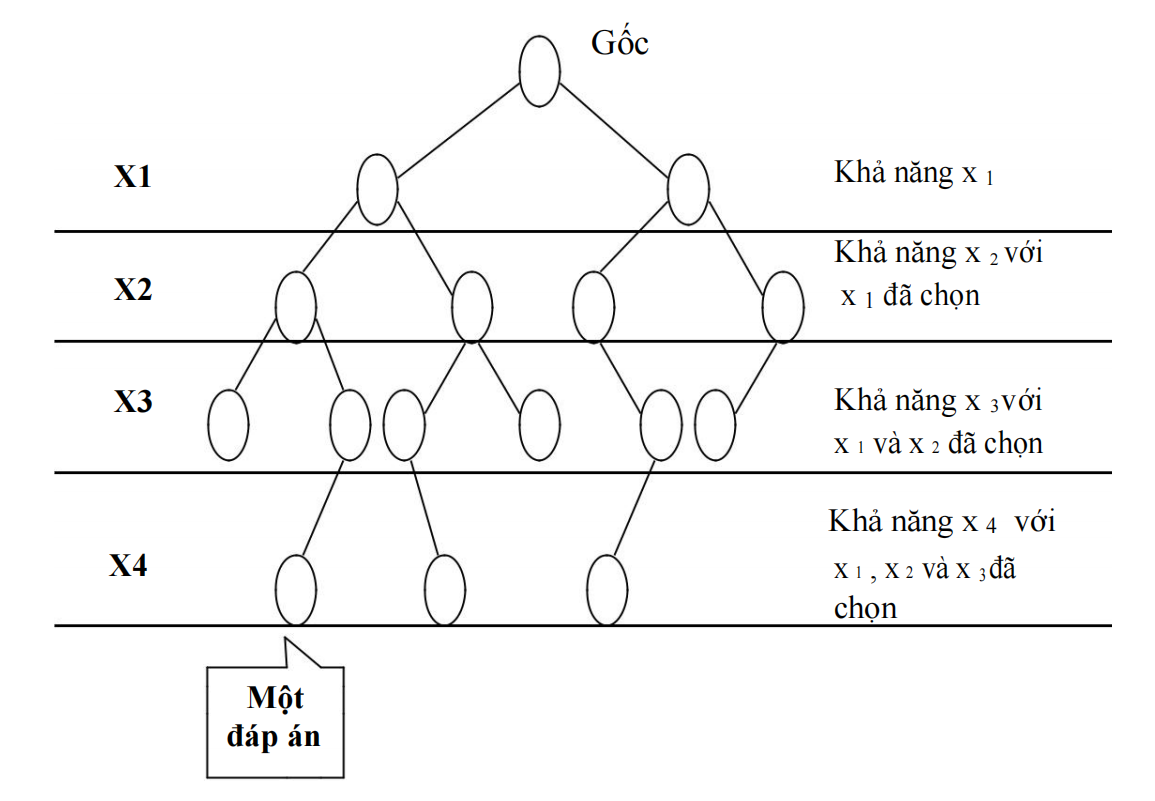 Gốc
X1
Khả năng x 1
X2
Khả năng x 2 với
x 1 đã chọn
X3
Khả năng x 3 với
x 1 và x 2 đã chọn
X4
Khả năng x 4 với
x 1 , x 2 và x 3 đã
chọn
Một
đáp án